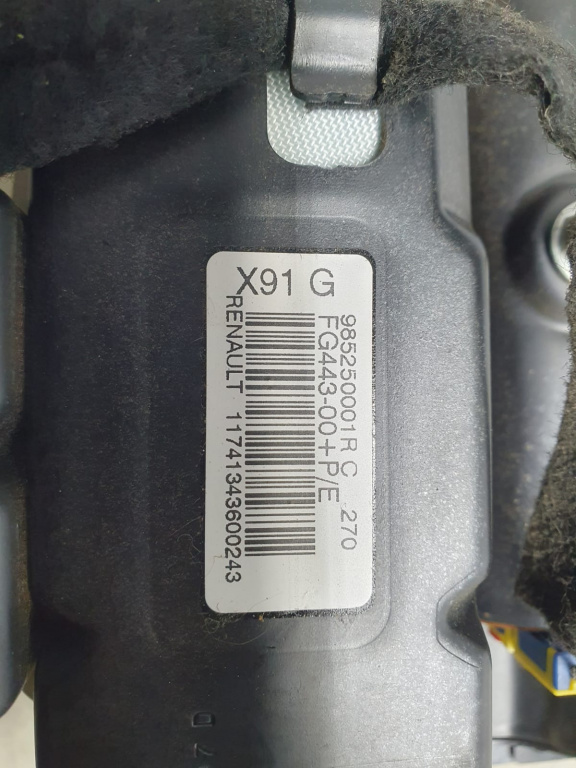 X91 G
985250001R C 270
FG443-00+P/E
RENAULT 11741343600243